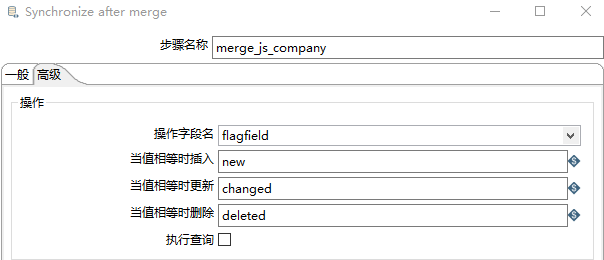 Synchronize after merge
步骤名称 merge_js_company
一般 高级
操作
操作字段名 flagfield
当值相等时插入 new
当值相等时更新 changed
当值相等时删除 deleted
执行查询